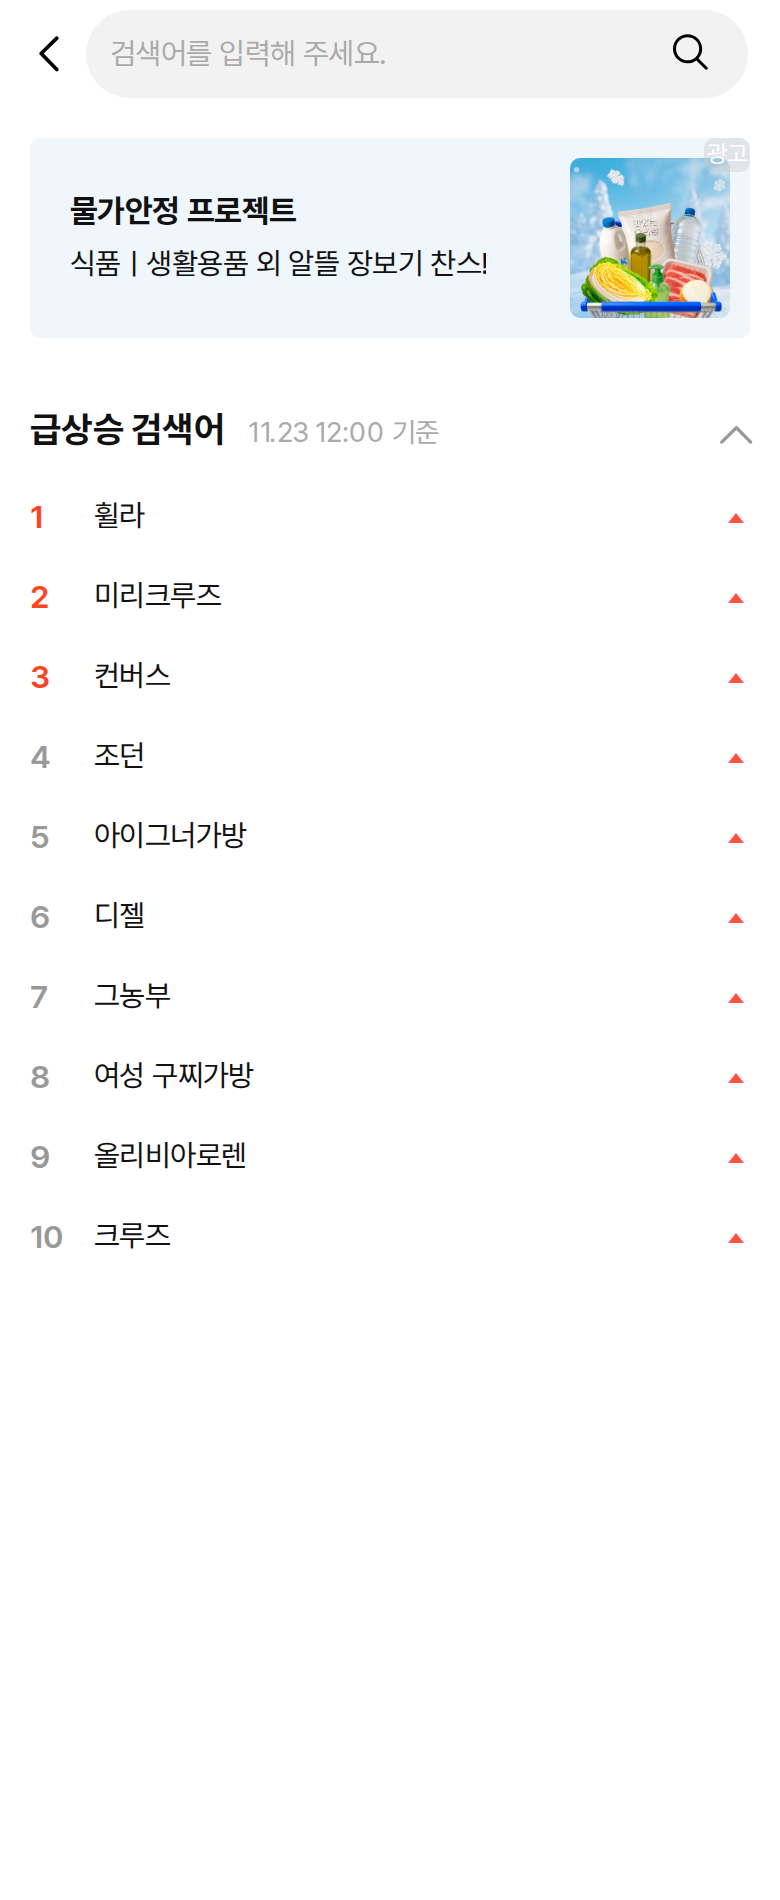 검색어를 입력해 주세요.
광고
물가안정 프로젝트
식품 | 생활용품 외 알뜰 장보기 찬스!
급상승 검색어 11.23 12:00 기준
1 휠라
2 미리크루즈
3 컨버스
4 조던
5 아이그너가방
6 디젤
7 그농부
8 여성 구찌가방
9 올리비아로렌
10 크루즈